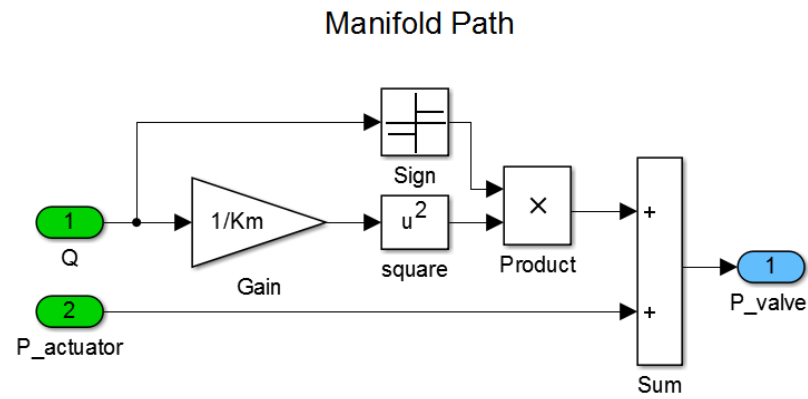 Manifold Path
Sign
1
Q
1/Km
Gain
u²
square
×
Product
+
+
Sum
1
P_valve
2
P_actuator